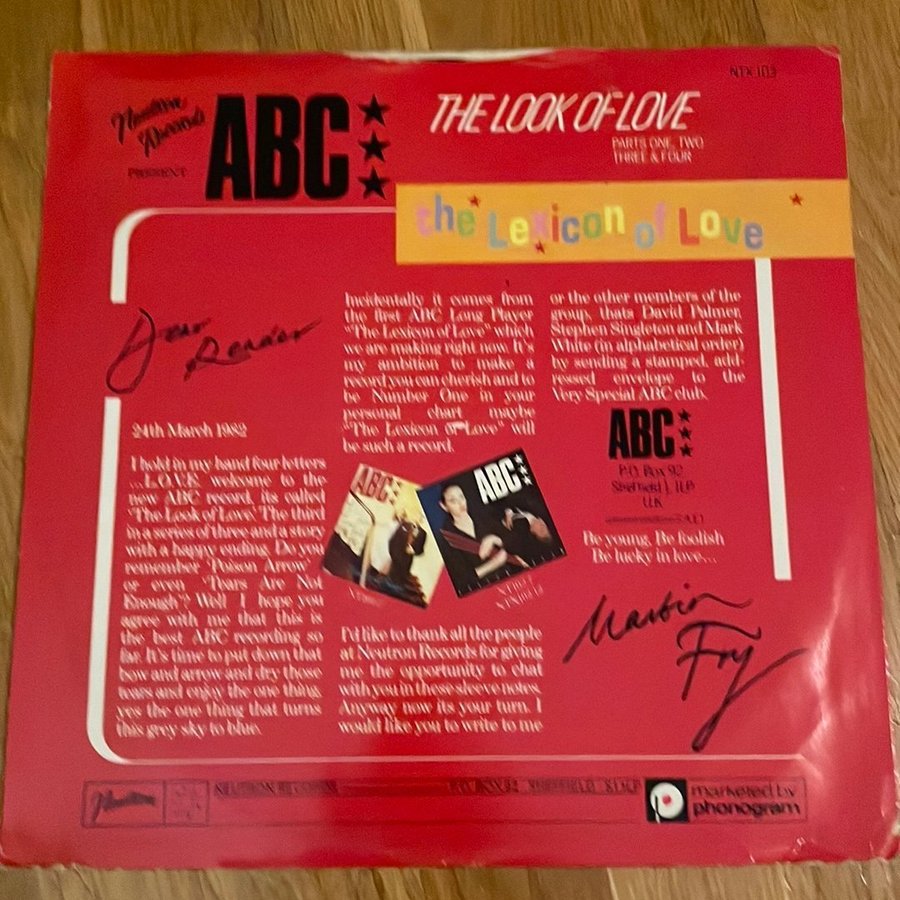 Neutron
Records
PRESENT
ABC
THE LOOK OF LOVE
PARTS ONE, TWO
THREE & FOUR
NTX 103
the Lexicon of Love
Dear
Reader
24th March 1982
I hold in my hand four letters
...L.O.V.E. welcome to the
new ABC record, its called
"The Look of Love." The third
in a series of three and a story
with a happy ending. Do you
remember "Poison Arrow"
or even "Tears Are Not
Enough"? Well I hope you
agree with me that this is
the best ABC recording so
far. It's time to put down that
bow and arrow and dry those
tears and enjoy the one thing,
yes the one thing that turns
this grey sky to blue.
Incidentally it comes from
the first ABC Long Player
"The Lexicon of Love" which
we are making right now. It's
my ambition to make a
record you can cherish and to
be Number One in your
personal chart maybe
"The Lexicon of Love" will
be such a record.
ABC
ABC
I'd like to thank all the people
at Neutron Records for giving
me the opportunity to chat
with you in these sleeve notes.
Anyway now its your turn. I
would like you to write to me
or the other members of the
group, thats David Palmer,
Stephen Singleton and Mark
White (in alphabetical order)
by sending a stamped, add-
ressed envelope to the
Very Special ABC club.
ABC
P.O. Box 92
Sheffield 1, 1LP
U.K.
Be young, Be foolish
Be lucky in love...
Martin
Fry
Neutron
NEUTRON RECORDS
P.O. BOX 92 SHEFFIELD S1 1LP
marketed by
phonogram